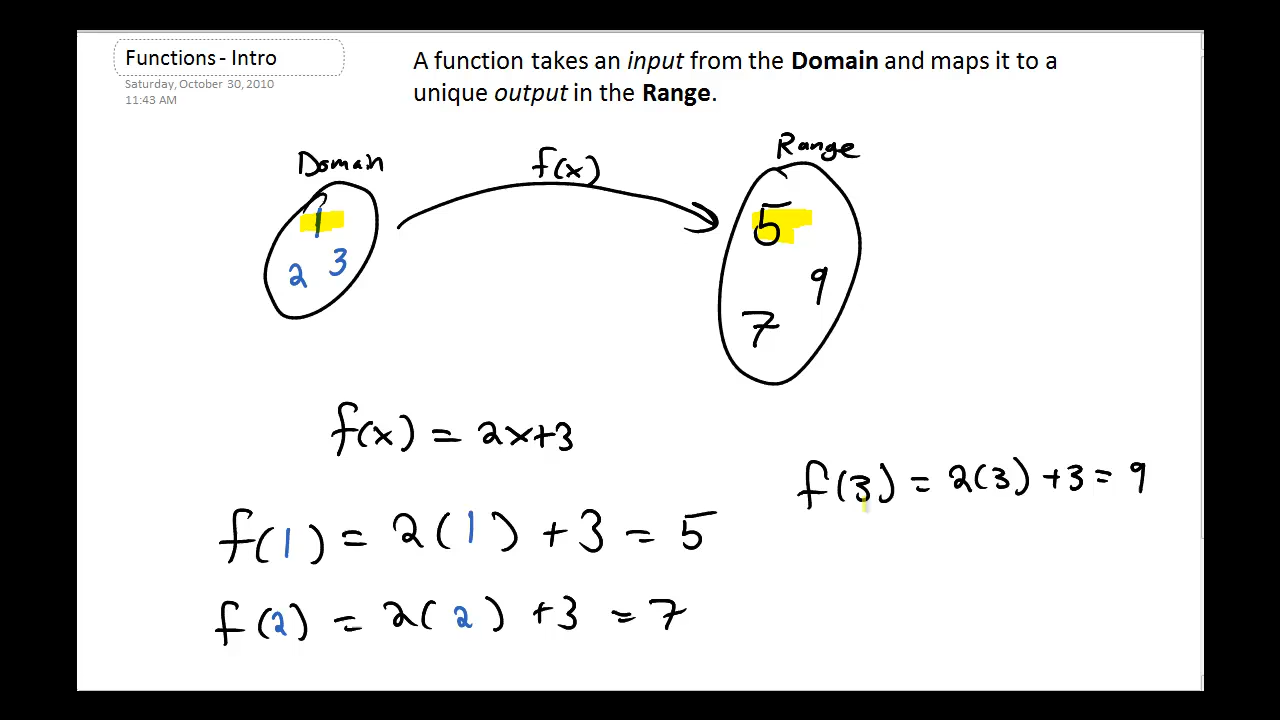 Functions - Intro
Saturday, October 30, 2010
11:43 AM
A function takes an input from the Domain and maps it to a
unique output in the Range.
Domain
f(x)
Range
1
2 3
5
9
7
f(x) = 2x+3
f(3) = 2(3) +3 = 9
f(1) = 2(1) + 3 = 5
f(2) = 2(2) +3 = 7